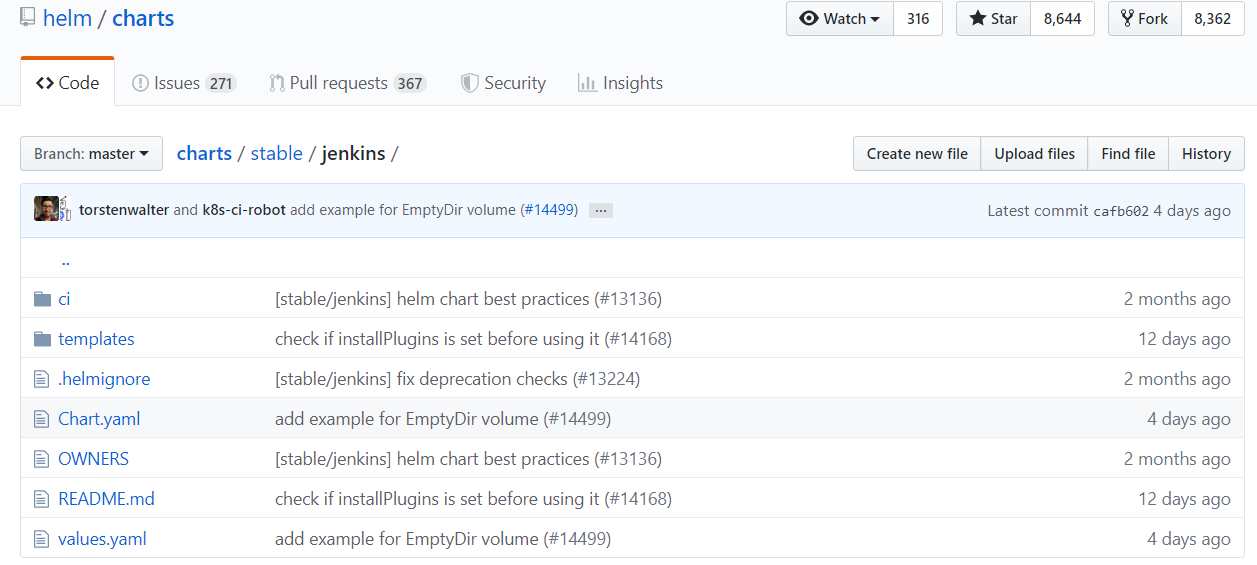 helm / charts
Watch 316 Star 8,644 Fork 8,362
Code Issues 271 Pull requests 367 Security Insights
Branch: master charts / stable / jenkins / Create new file Upload files Find file History
torstenwalter and k8s-ci-robot add example for EmptyDir volume (#14499) ... Latest commit cafb602 4 days ago
..
ci [stable/jenkins] helm chart best practices (#13136) 2 months ago
templates check if installPlugins is set before using it (#14168) 12 days ago
.helmignore [stable/jenkins] fix deprecation checks (#13224) 2 months ago
Chart.yaml add example for EmptyDir volume (#14499) 4 days ago
OWNERS [stable/jenkins] helm chart best practices (#13136) 2 months ago
README.md check if installPlugins is set before using it (#14168) 12 days ago
values.yaml add example for EmptyDir volume (#14499) 4 days ago